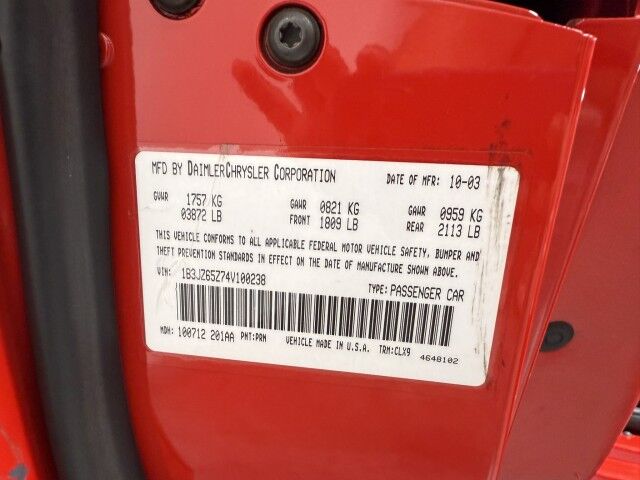 MFD BY DAIMLERCHRYSLER CORPORATION DATE OF MFR: 10-03
GVWR 1757 KG GAWR 0821 KG GAWR 0959 KG
03872 LB FRONT 1809 LB REAR 2113 LB
THIS VEHICLE CONFORMS TO ALL APPLICABLE FEDERAL MOTOR VEHICLE SAFETY, BUMPER AND
THEFT PREVENTION STANDARDS IN EFFECT ON THE DATE OF MANUFACTURE SHOWN ABOVE.
VIN: 1B3JZ65Z74V100238 TYPE: PASSENGER CAR
MDH: 100712 201AA PNT:PRM VEHICLE MADE IN U.S.A. TRM:CLX9
4648102